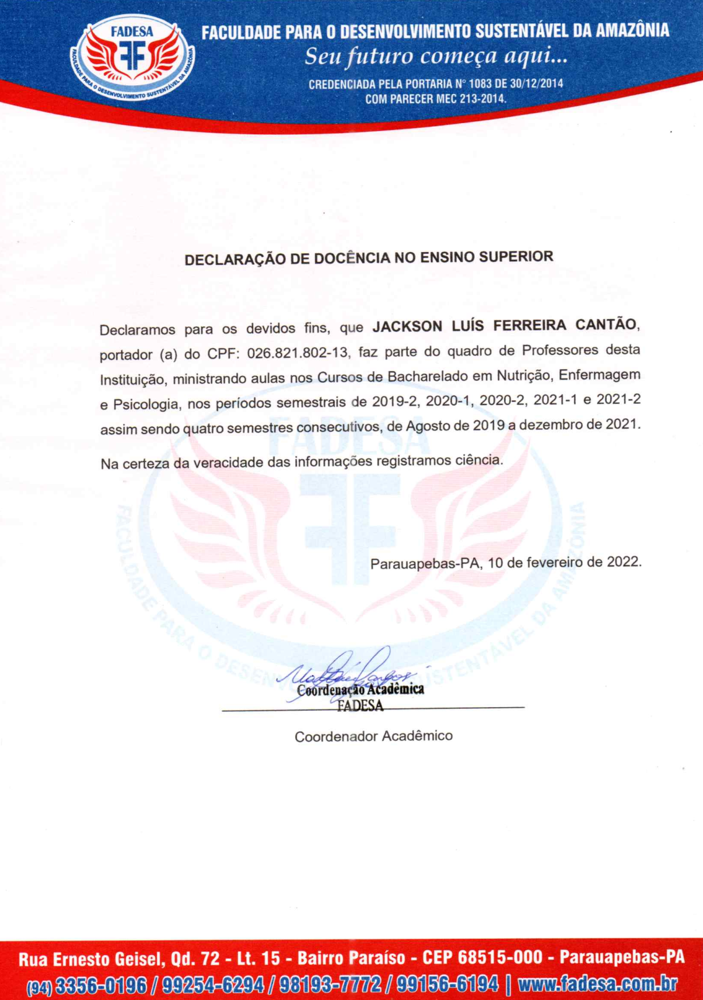 FADESA
FACULDADE PARA O DESENVOLVIMENTO SUSTENTÁVEL DA AMAZÔNIA
FACULDADE PARA O DESENVOLVIMENTO SUSTENTÁVEL DA AMAZÔNIA
Seu futuro começa aqui...
CREDENCIADA PELA PORTARIA N° 1083 DE 30/12/2014
COM PARECER MEC 213-2014.
DECLARAÇÃO DE DOCÊNCIA NO ENSINO SUPERIOR
Declaramos para os devidos fins, que JACKSON LUÍS FERREIRA CANTÃO,
portador (a) do CPF: 026.821.802-13, faz parte do quadro de Professores desta
Instituição, ministrando aulas nos Cursos de Bacharelado em Nutrição, Enfermagem
e Psicologia, nos períodos semestrais de 2019-2, 2020-1, 2020-2, 2021-1 e 2021-2
assim sendo quatro semestres consecutivos, de Agosto de 2019 a dezembro de 2021.
FADESA
Na certeza da veracidade das informações registramos ciência.
Parauapebas-PA, 10 de fevereiro de 2022.
FACULDADE PARA O DESENVOLVIMENTO SUSTENTÁVEL DA AMAZÔNIA
Coordenação Acadêmica
FADESA
Coordenador Acadêmico
Rua Ernesto Geisel, Qd. 72 - Lt. 15 - Bairro Paraíso - CEP 68515-000 - Parauapebas-PA
(94) 3356-0196 / 99254-6294 / 98193-7772 / 99156-6194 | www.fadesa.com.br